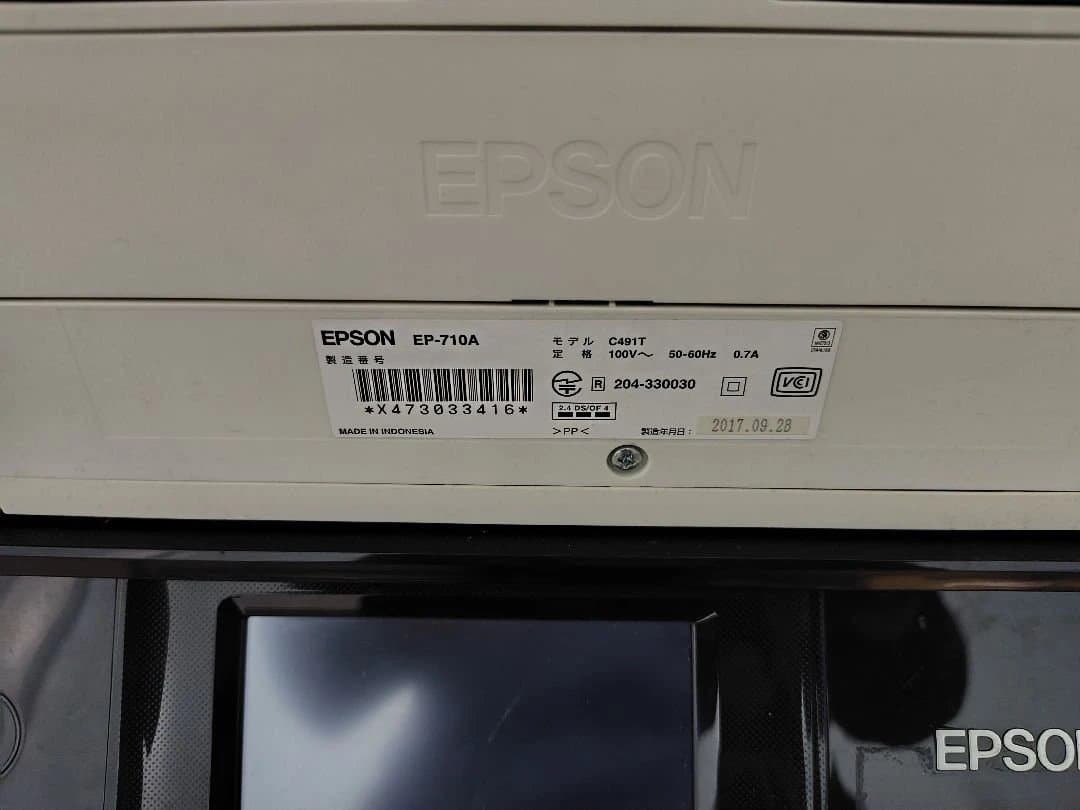 EPSON
EPSON EP-710A
製造番号
*X473033416*
MADE IN INDONESIA
モデル C491T
定格 100V～ 50-60Hz 0.7A
R 204-330030
VCCI
2.4 DS/OF 4
>PP<
製造年月日: 2017.09.28
EPSON